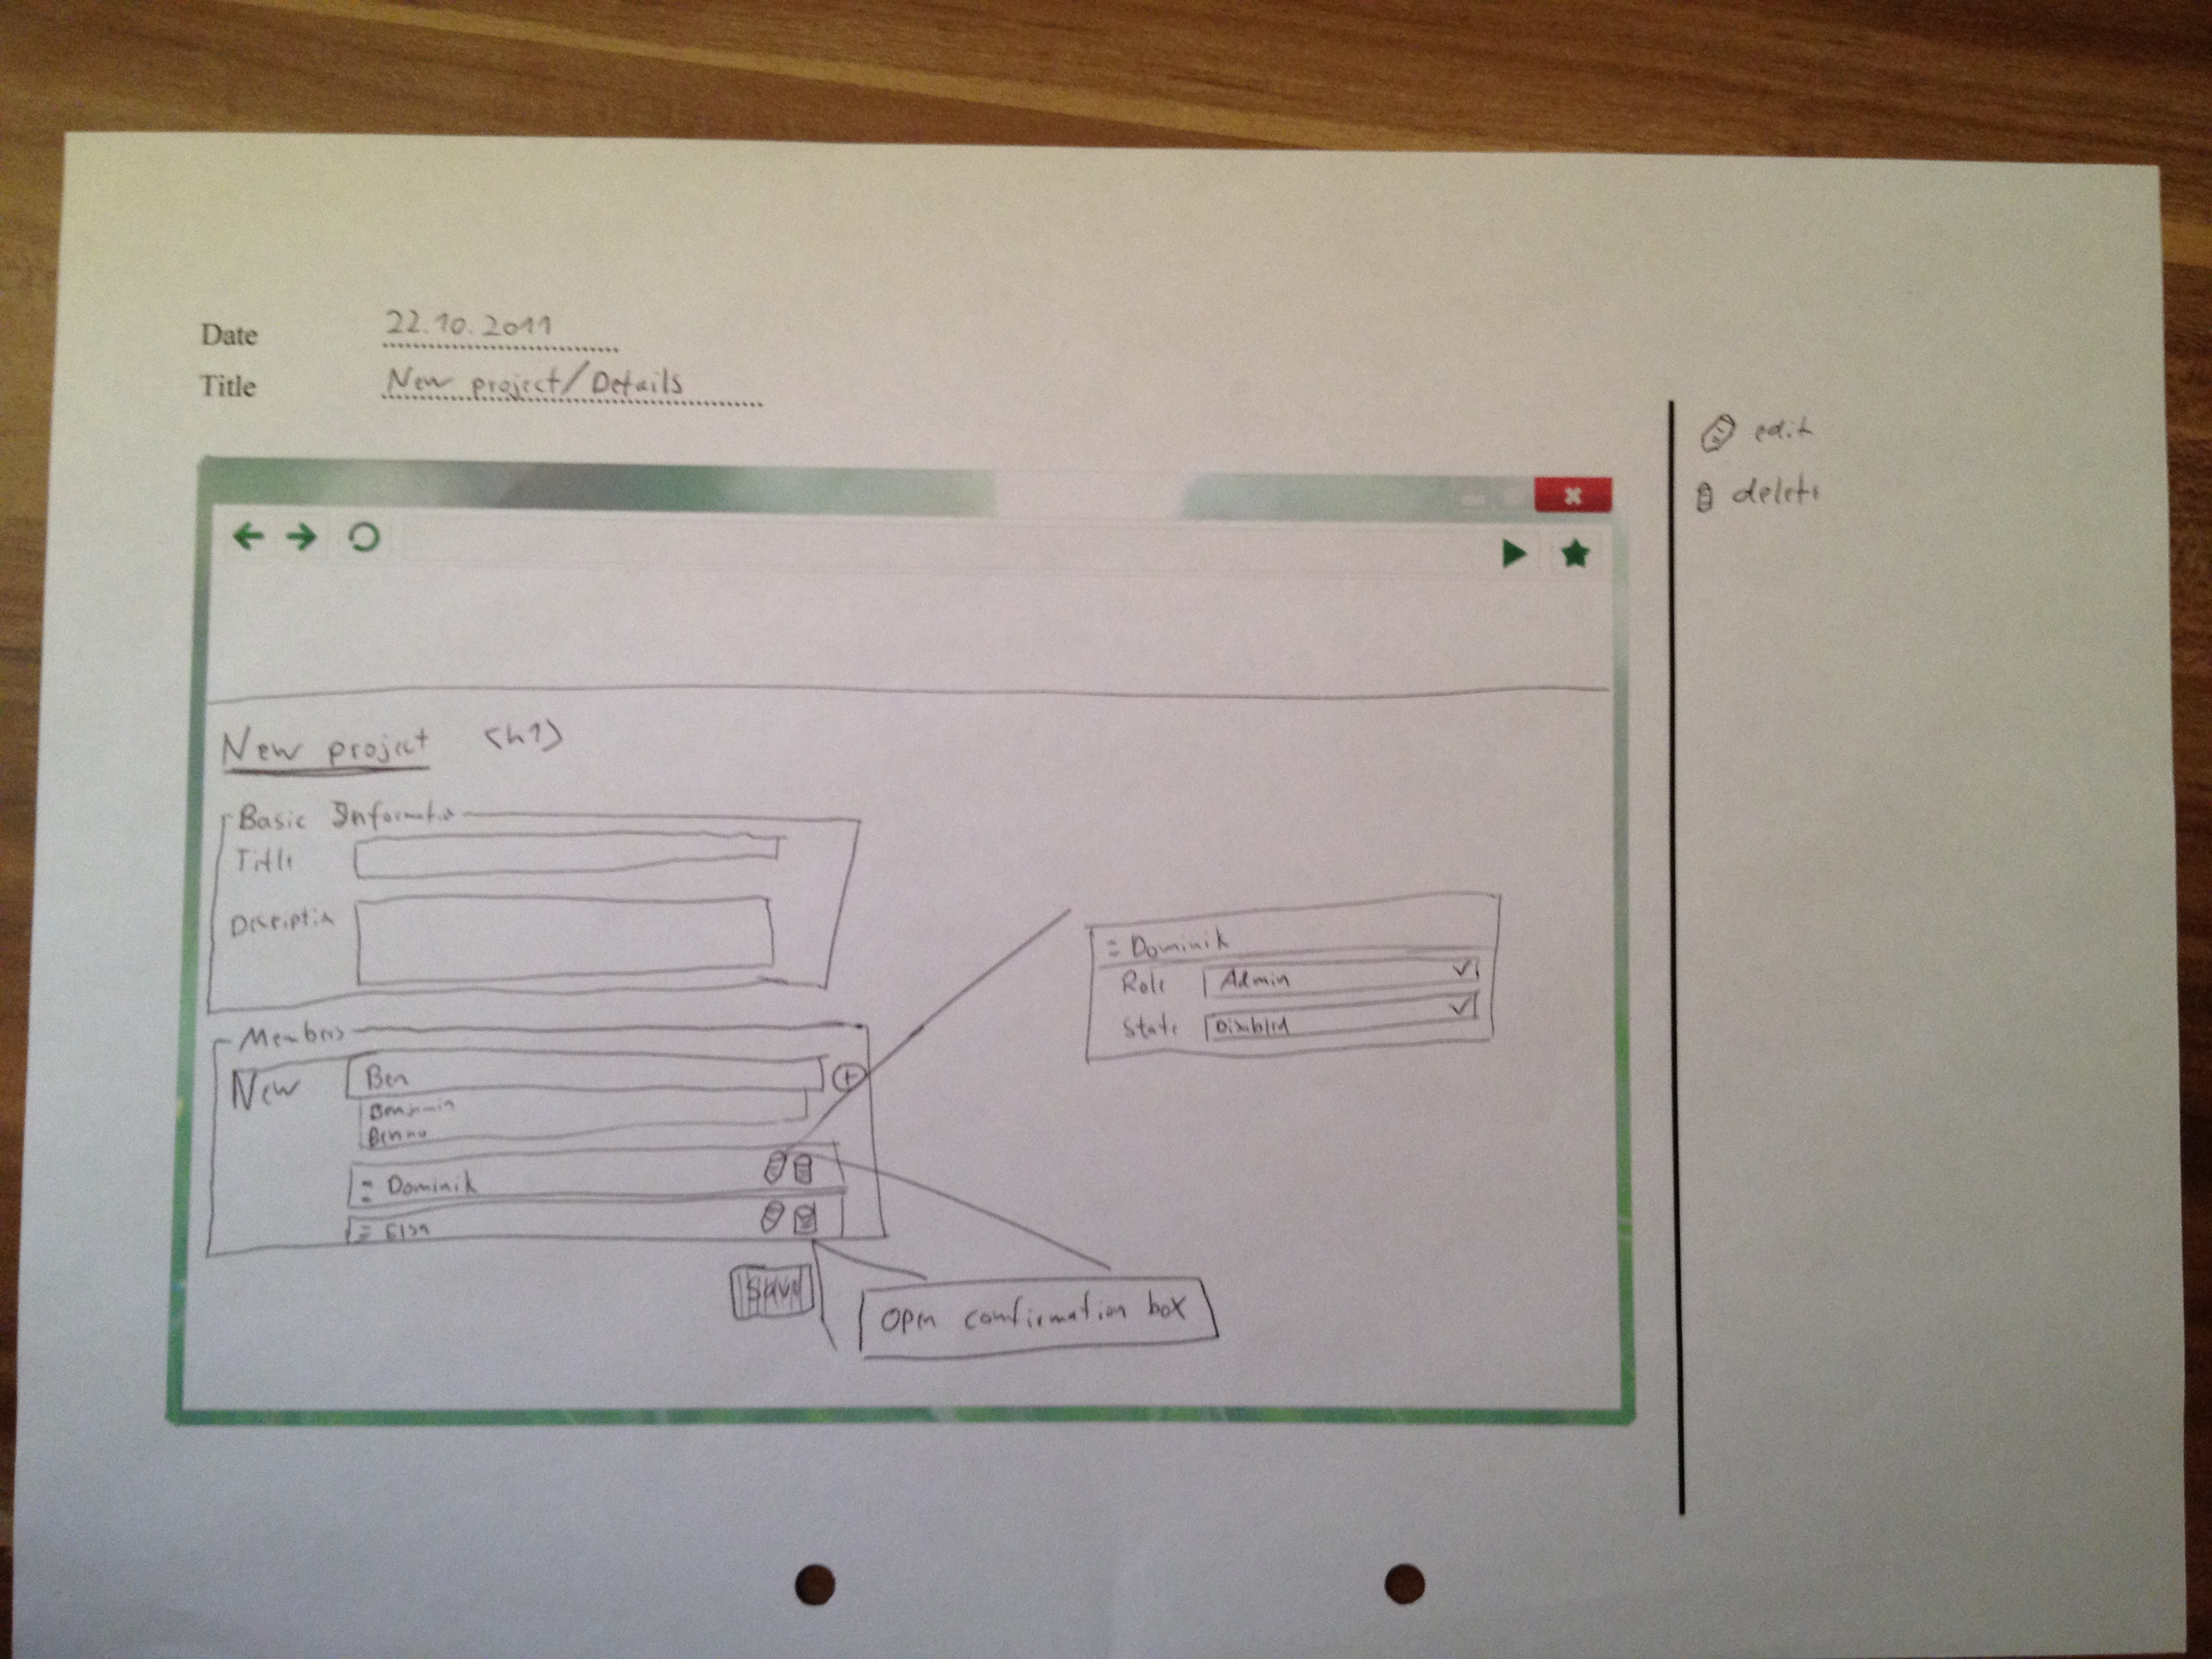 Date 22.10.2011
Title New project/Details
edit
delete
New project <h1>
Basic Information
Title
Description
Members
New Ben +
Benjamin
Benno
= Dominik
= Elsa
Save
Open confirmation box
= Dominik
Role Admin
State Disabled